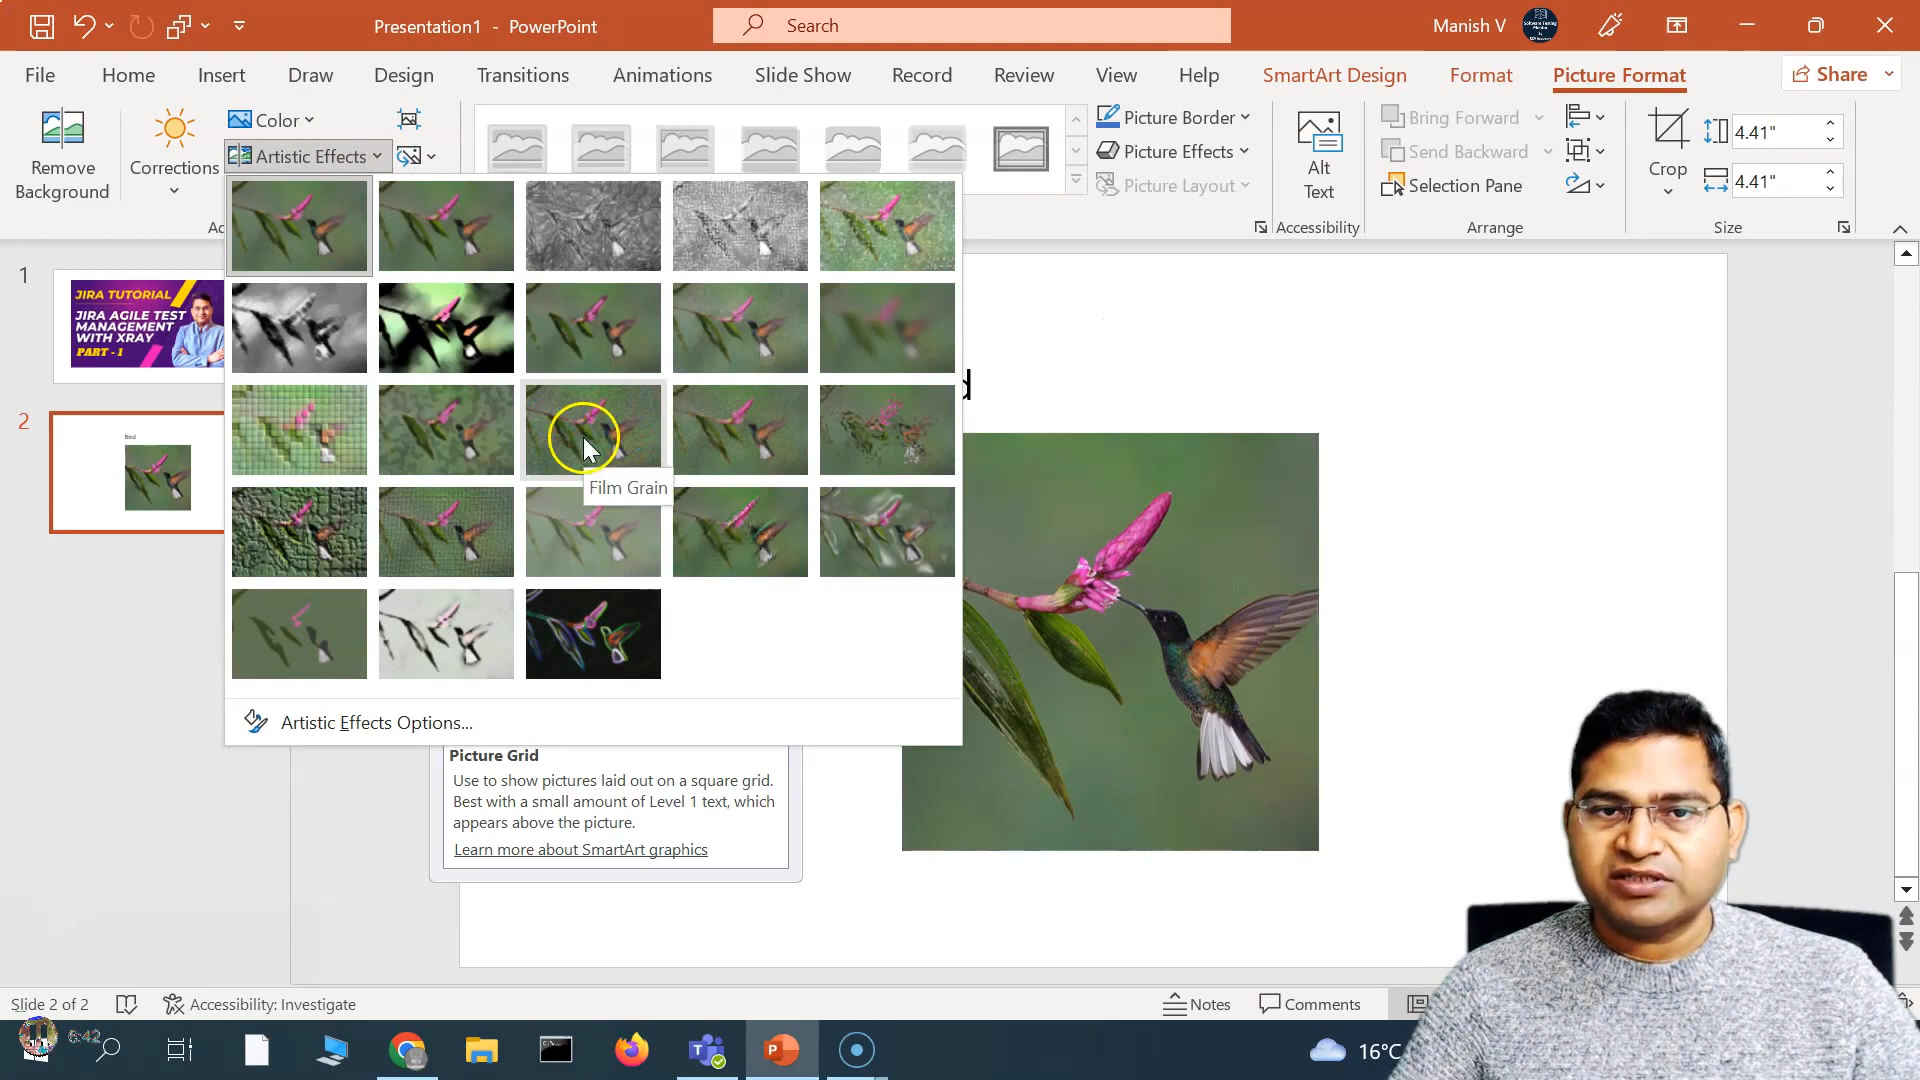 Presentation1 - PowerPoint
Search
Manish V
File Home Insert Draw Design Transitions Animations Slide Show Record Review View Help SmartArt Design Format Picture Format Share
Remove Background
Corrections
Color
Artistic Effects
Picture Border
Picture Effects
Picture Layout
Alt Text
Bring Forward
Send Backward
Selection Pane
Crop
4.41"
4.41"
Accessibility
Arrange
Size
1
JIRA TUTORIAL
JIRA AGILE TEST
MANAGEMENT
WITH XRAY
PART - 1
2
Bird
Film Grain
Artistic Effects Options...
Picture Grid
Use to show pictures laid out on a square grid.
Best with a small amount of Level 1 text, which
appears above the picture.
Learn more about SmartArt graphics
Slide 2 of 2
Accessibility: Investigate
Notes
Comments
6:42
16°C